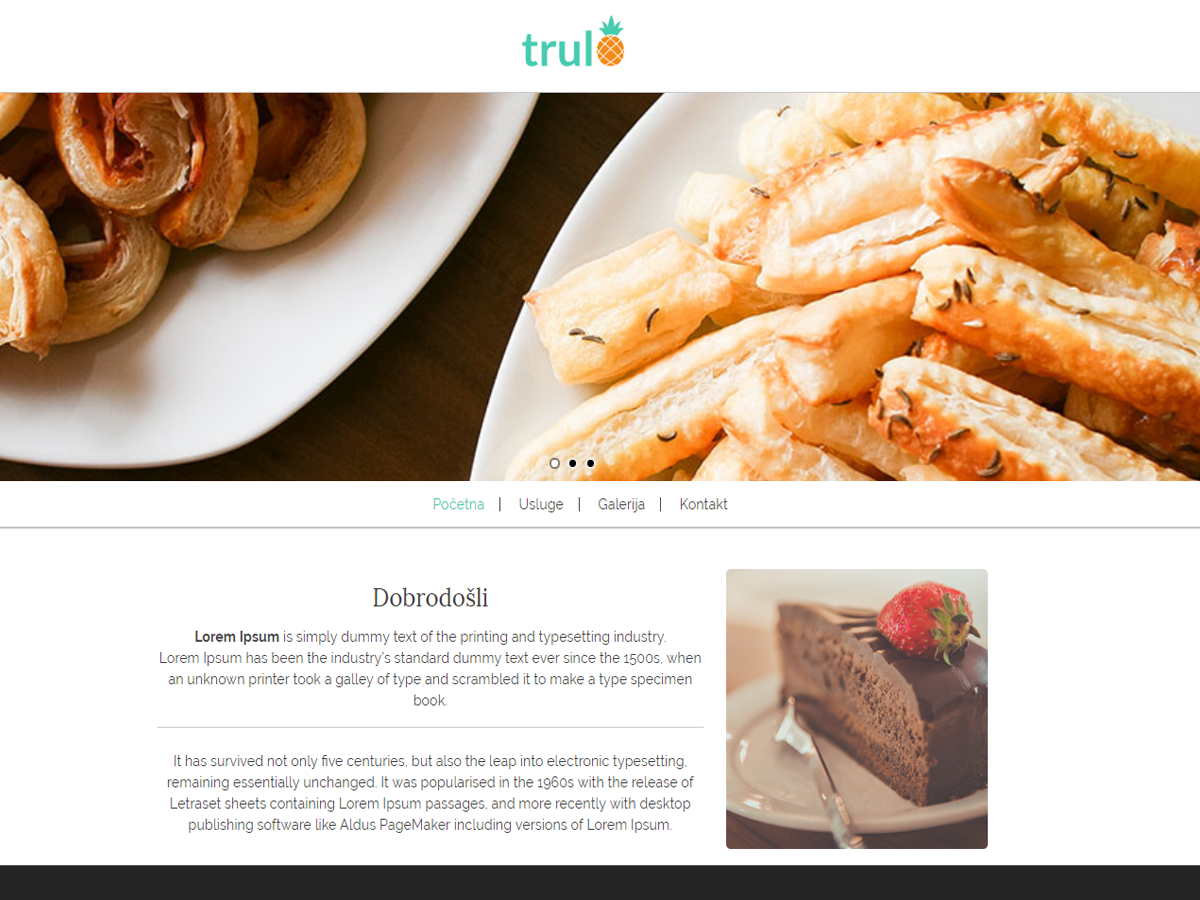 trulo
Početna | Usluge | Galerija | Kontakt
Dobrodošli
Lorem Ipsum is simply dummy text of the printing and typesetting industry.
Lorem Ipsum has been the industry's standard dummy text ever since the 1500s, when
an unknown printer took a galley of type and scrambled it to make a type specimen
book.
It has survived not only five centuries, but also the leap into electronic typesetting,
remaining essentially unchanged. It was popularised in the 1960s with the release of
Letraset sheets containing Lorem Ipsum passages, and more recently with desktop
publishing software like Aldus PageMaker including versions of Lorem Ipsum.